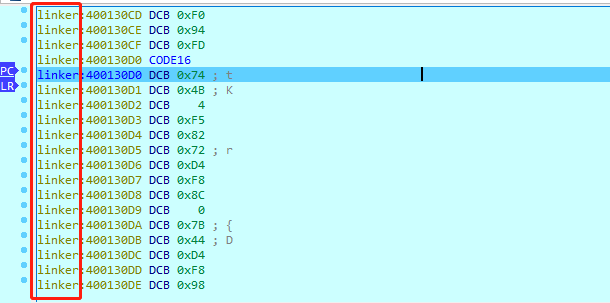 linker:400130CD DCB 0xF0
linker:400130CE DCB 0x94
linker:400130CF DCB 0xFD
linker:400130D0 CODE16
PC linker:400130D0 DCB 0x74 ; t
LR linker:400130D1 DCB 0x4B ; K
linker:400130D2 DCB 4
linker:400130D3 DCB 0xF5
linker:400130D4 DCB 0x82
linker:400130D5 DCB 0x72 ; r
linker:400130D6 DCB 0xD4
linker:400130D7 DCB 0xF8
linker:400130D8 DCB 0x8C
linker:400130D9 DCB 0
linker:400130DA DCB 0x7B ; {
linker:400130DB DCB 0x44 ; D
linker:400130DC DCB 0xD4
linker:400130DD DCB 0xF8
linker:400130DE DCB 0x98